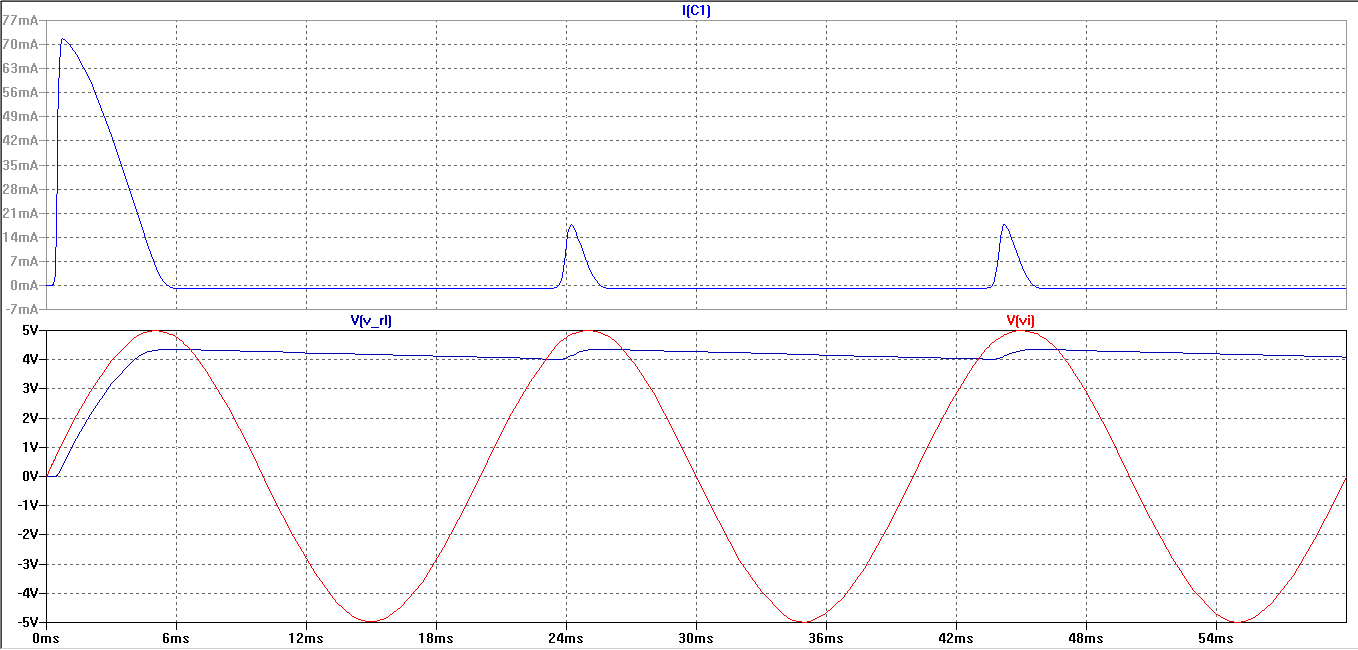 I(C1)
77mA
70mA
63mA
56mA
49mA
42mA
35mA
28mA
21mA
14mA
7mA
0mA
-7mA
V(v_rl) V(vi)
5V
4V
3V
2V
1V
0V
-1V
-2V
-3V
-4V
-5V
0ms 6ms 12ms 18ms 24ms 30ms 36ms 42ms 48ms 54ms